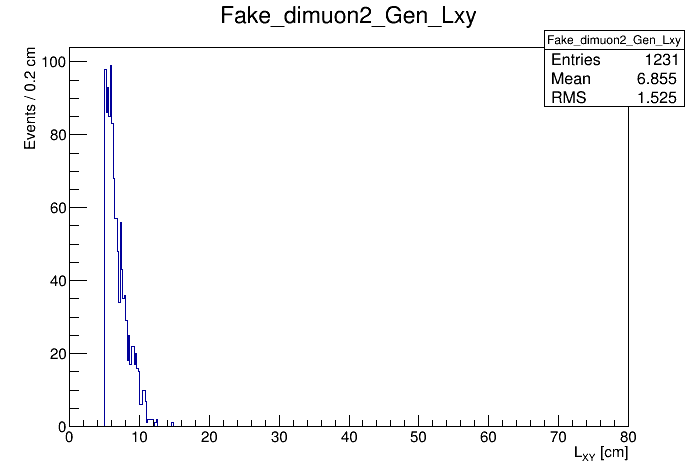 Fake_dimuon2_Gen_Lxy
Fake_dimuon2_Gen_Lxy
Entries 1231
Mean 6.855
RMS 1.525
Events / 0.2 cm
100
80
60
40
20
0
0 10 20 30 40 50 60 70 80
LXY [cm]